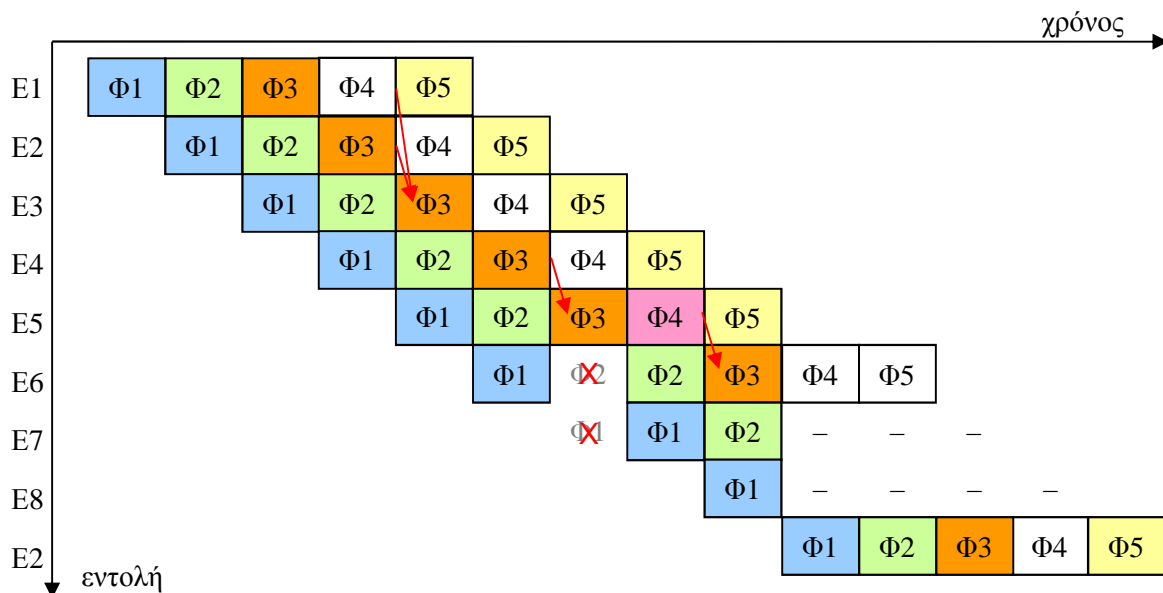 χρόνος
E1 Φ1 Φ2 Φ3 Φ4 Φ5
E2 Φ1 Φ2 Φ3 Φ4 Φ5
E3 Φ1 Φ2 Φ3 Φ4 Φ5
E4 Φ1 Φ2 Φ3 Φ4 Φ5
E5 Φ1 Φ2 Φ3 Φ4 Φ5
E6 Φ1 Φ2 Φ2 Φ3 Φ4 Φ5
E7 Φ1 Φ1 Φ2 – – –
E8 Φ1 – – – –
E2 Φ1 Φ2 Φ3 Φ4 Φ5
εντολή